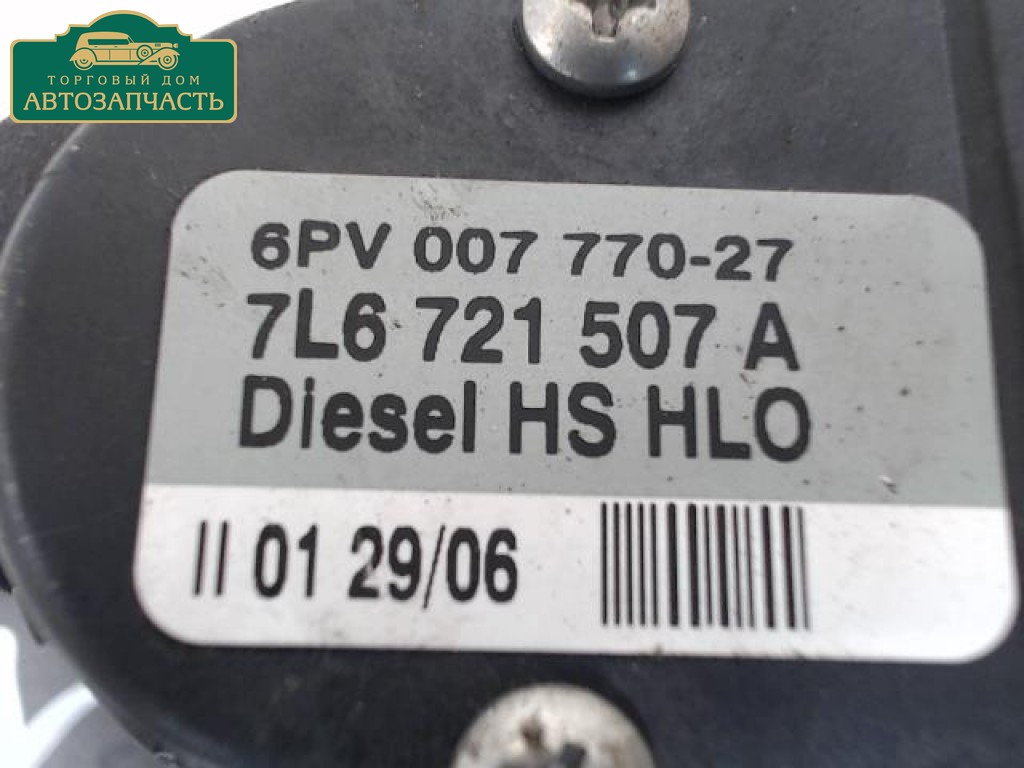 ТОРГОВЫЙ ДОМ
АВТОЗАПЧАСТЬ
6PV 007 770-27
7L6 721 507 A
Diesel HS HLO
II 01 29/06